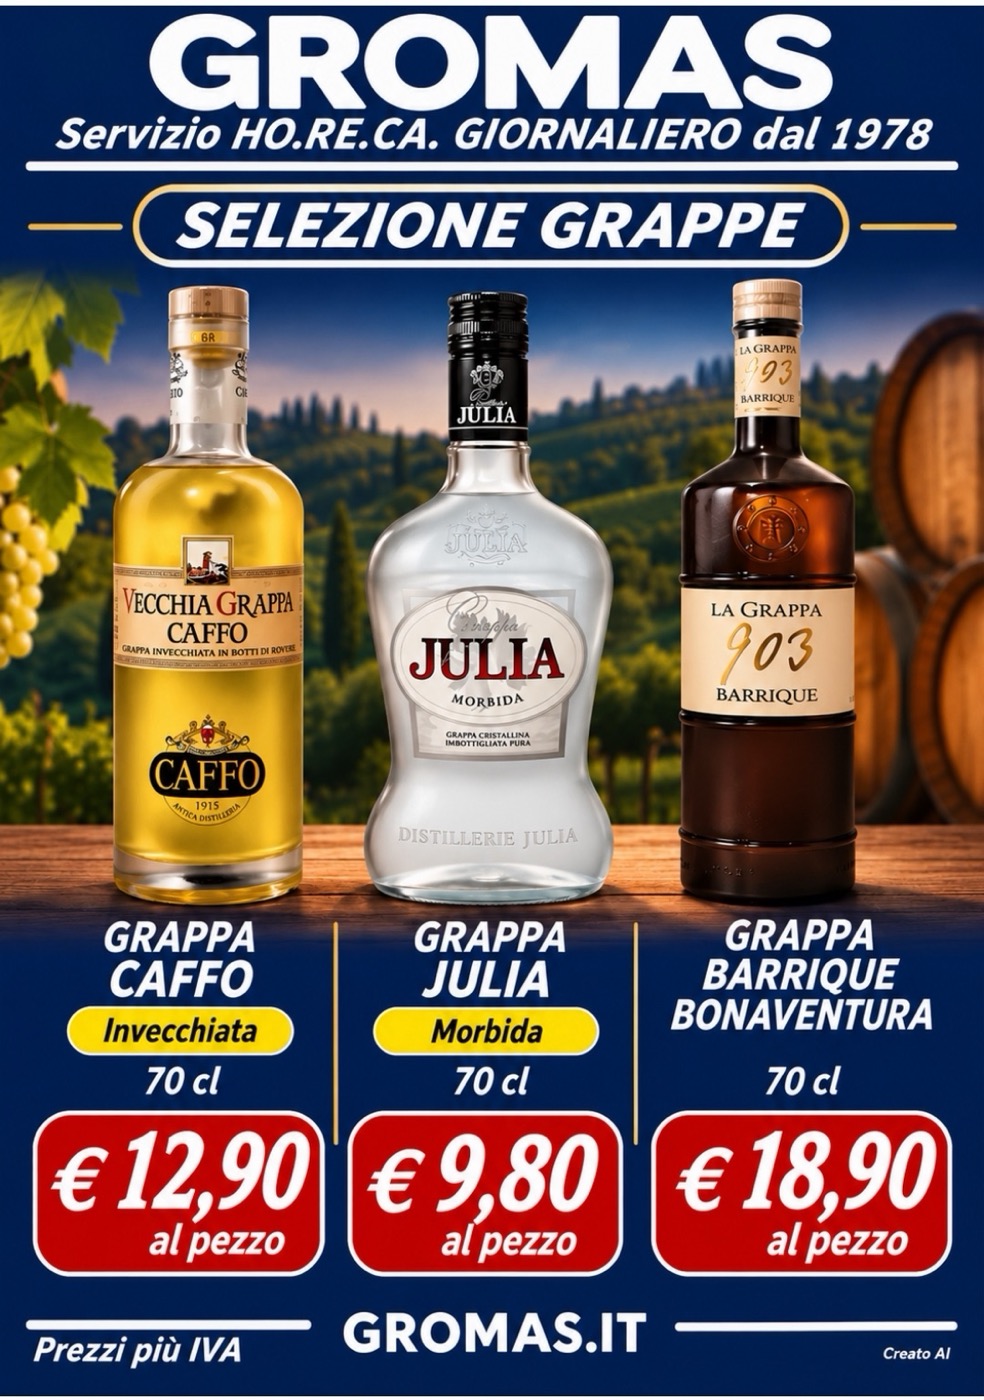 GROMAS
Servizio HO.RE.CA. GIORNALIERO dal 1978
SELEZIONE GRAPPE
GR
JULIA
LA GRAPPA
903
BARRIQUE
JULIA
VECCHIA GRAPPA
CAFFO
GRAPPA INVECCHIATA IN BOTTI DI ROVERE
CAFFO
1915
ANTICA DISTILLERIA
Grappa
JULIA
MORBIDA
GRAPPA CRISTALLINA
IMBOTTIGLIATA PURA
DISTILLERIE JULIA
LA GRAPPA
903
BARRIQUE
GRAPPA
CAFFO
Invecchiata
70 cl
€ 12,90
al pezzo
GRAPPA
JULIA
Morbida
70 cl
€ 9,80
al pezzo
GRAPPA
BARRIQUE
BONAVENTURA
70 cl
€ 18,90
al pezzo
Prezzi più IVA
GROMAS.IT
Creato AI